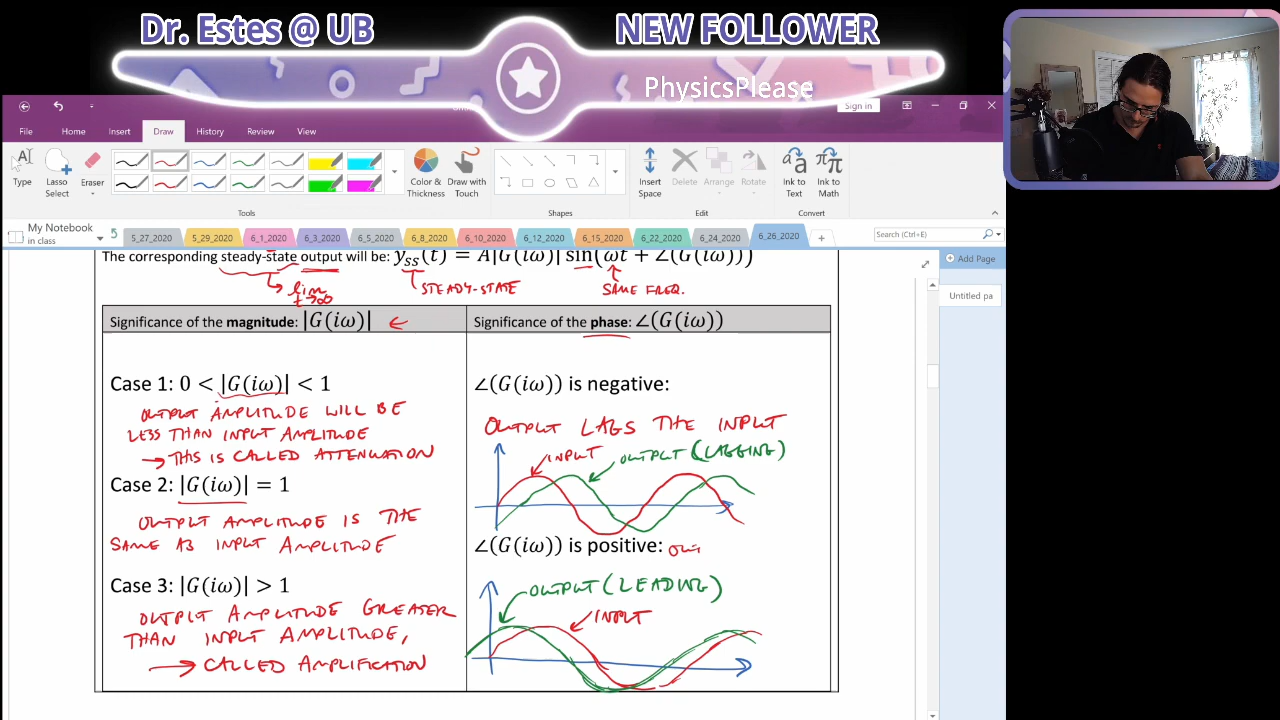 Dr. Estes @ UB
NEW FOLLOWER
PhysicsPlease
Sign in
File Home Insert Draw History Review View
Type
Lasso Select
Eraser
Color & Thickness
Draw with Touch
Insert Space
Delete
Arrange
Rotate
Ink to Text
Ink to Math
Tools
Shapes
Edit
Convert
My Notebook
in class
5
5_27_2020 5_29_2020 6_1_2020 6_3_2020 6_5_2020 6_8_2020 6_10_2020 6_12_2020 6_15_2020 6_22_2020 6_24_2020 6_26_2020 +
Search (Ctrl+E)
Add Page
Untitled pa
The corresponding steady-state output will be: y_ss(t) = A|G(iω)| sin(ωt + ∠(G(iω)))
lim
t→∞
STEADY-STATE
SAME FREQ.
Significance of the magnitude: |G(iω)| ←
Case 1: 0 < |G(iω)| < 1
OUTPUT AMPLITUDE WILL BE
LESS THAN INPUT AMPLITUDE
→ THIS IS CALLED ATTENUATION
Case 2: |G(iω)| = 1
OUTPUT AMPLITUDE IS THE
SAME AS INPUT AMPLITUDE
Case 3: |G(iω)| > 1
OUTPUT AMPLITUDE GREATER
THAN INPUT AMPLITUDE,
→ CALLED AMPLIFICATION
Significance of the phase: ∠(G(iω))
∠(G(iω)) is negative:
OUTPUT LAGS THE INPUT
INPUT
OUTPUT (LAGGING)
∠(G(iω)) is positive:
OUTPUT (LEADING)
INPUT